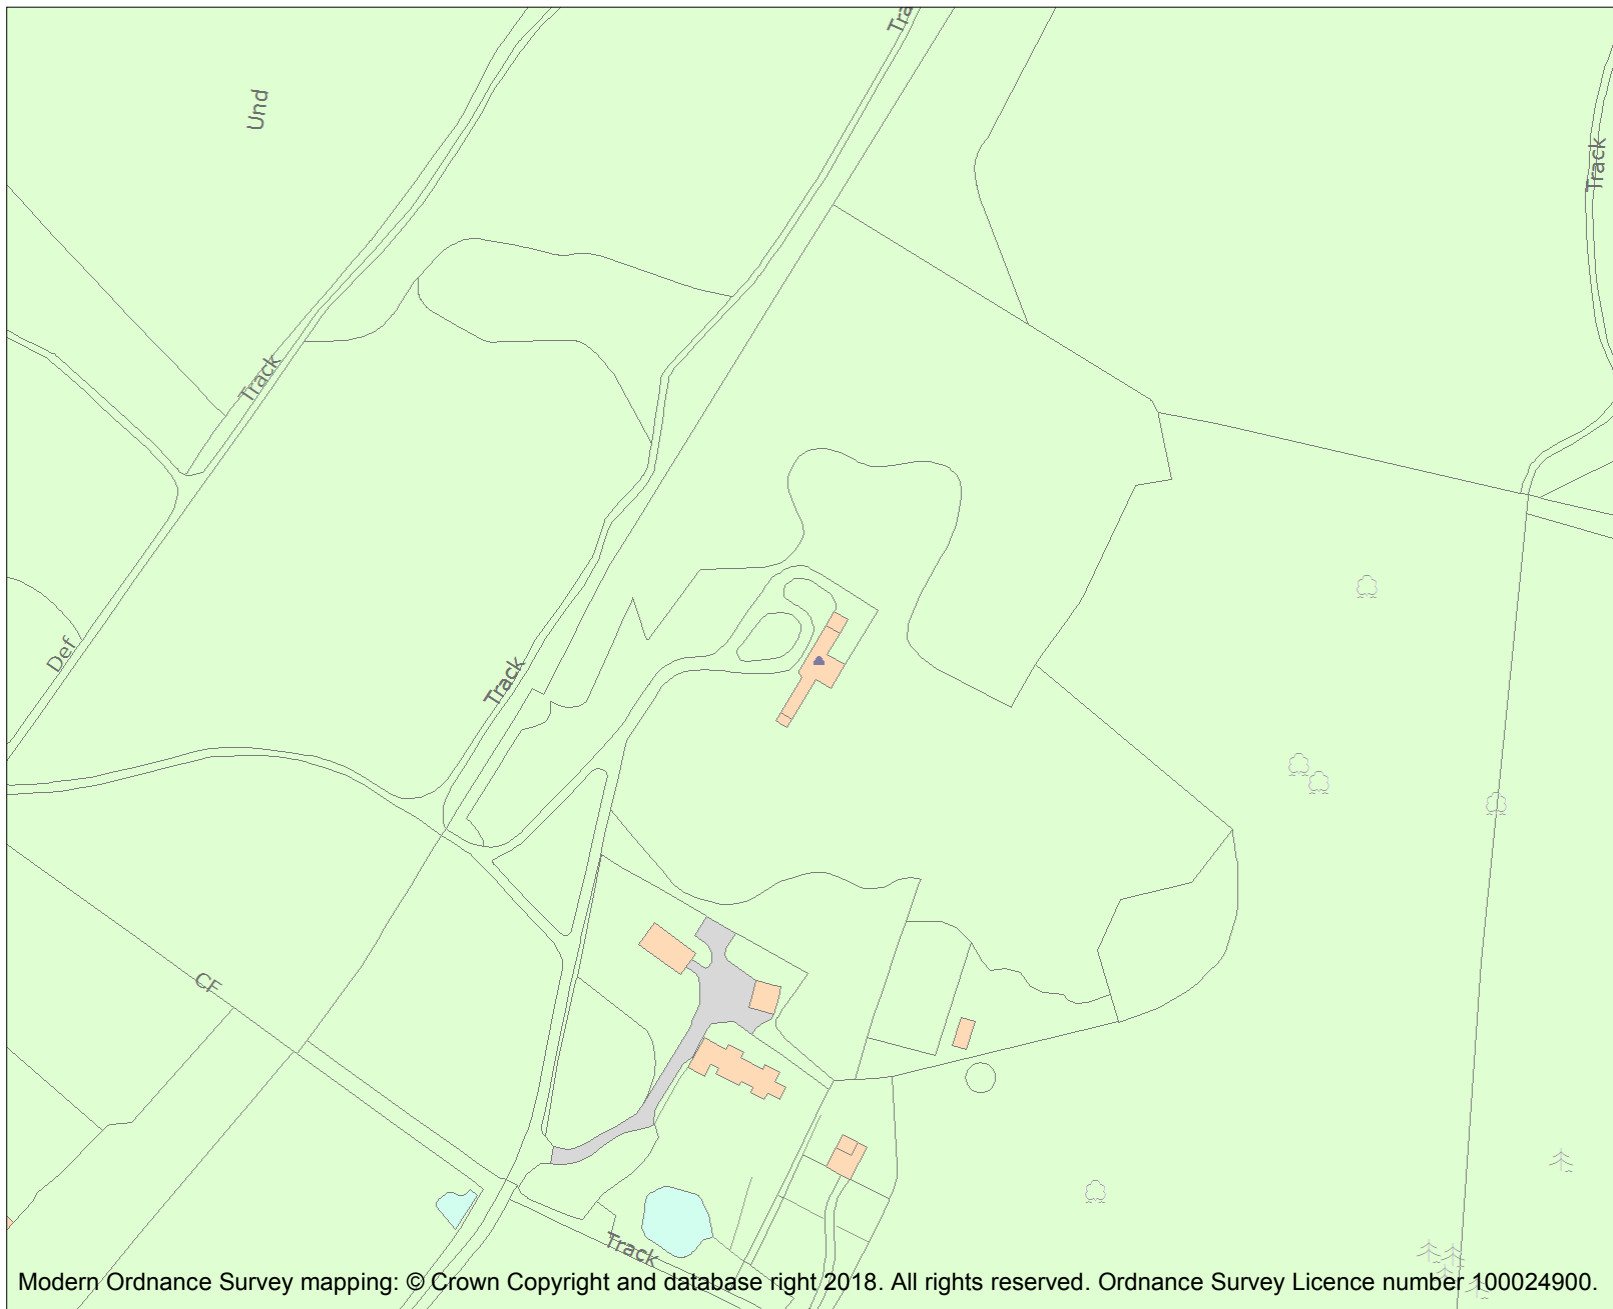 Tra
Und
Track
Track
Def
Track
CF
Track
Modern Ordnance Survey mapping: © Crown Copyright and database right 2018. All rights reserved. Ordnance Survey Licence number 100024900.